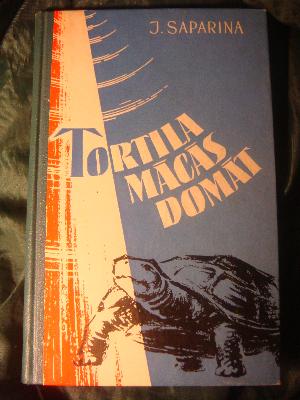 J. SAPARINA
TORTILA
MĀCĀS
DOMĀT